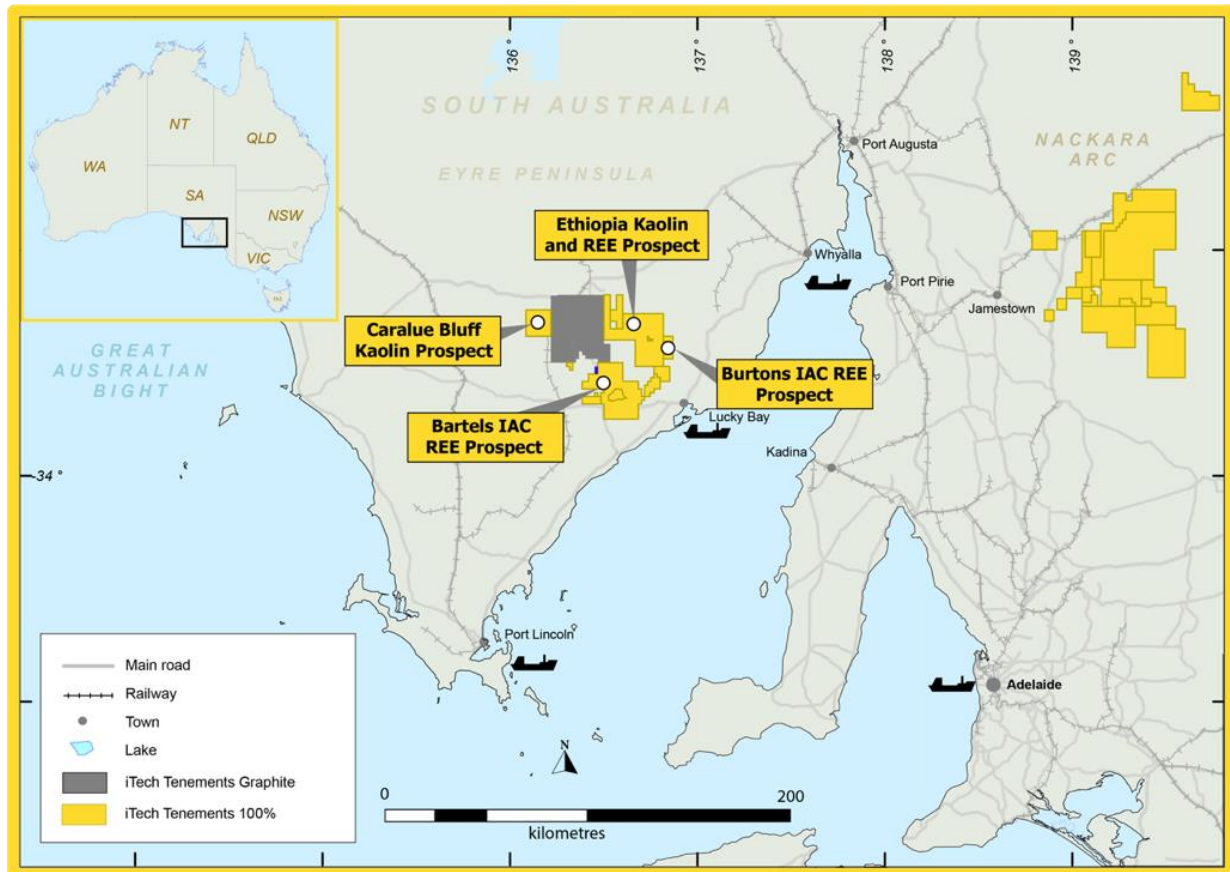 136 °
137 °
138 °
139 °
NT
QLD
WA
SA
NSW
VIC
TAS
SOUTH AUSTRALIA
EYRE PENINSULA
NACKARA
ARC
Port Augusta
Ethiopia Kaolin
and REE Prospect
Whyalla
Port Pirie
Jamestown
Caralue Bluff
Kaolin Prospect
GREAT
AUSTRALIAN
BIGHT
Burtons IAC REE
Prospect
Bartels IAC
REE Prospect
Lucky Bay
Kadina
-34 °
Port Lincoln
Adelaide
Main road
Railway
Town
Lake
iTech Tenements Graphite
iTech Tenements 100%
N
0
200
kilometres